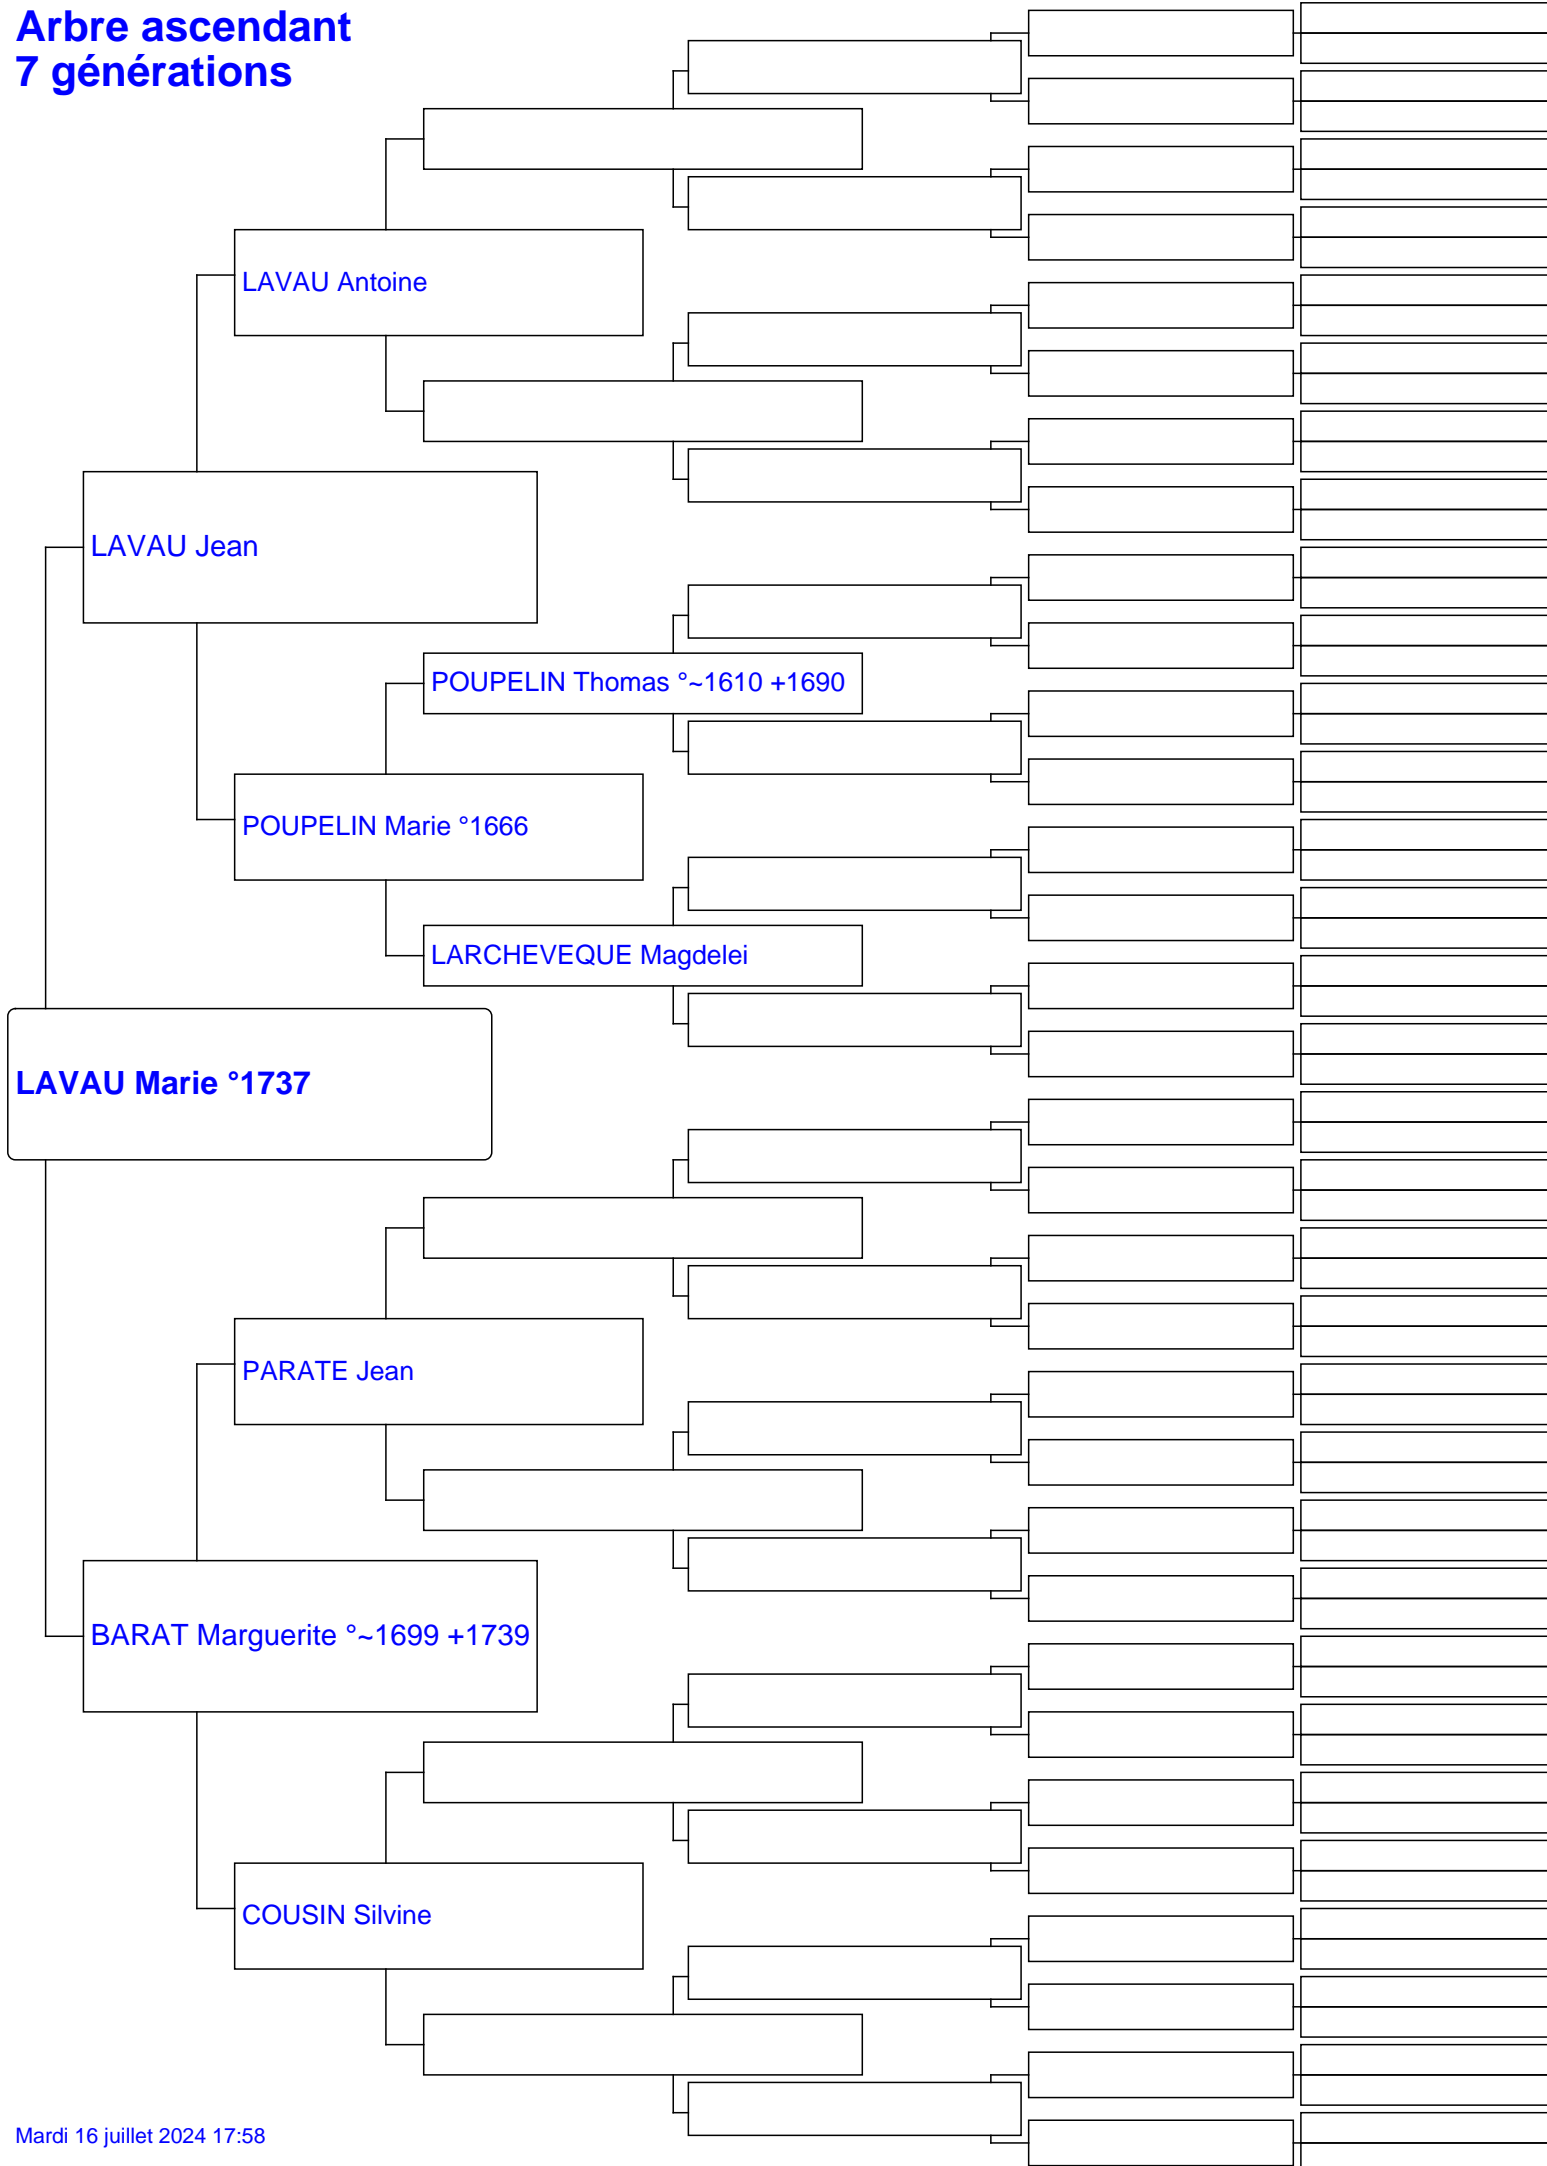 Arbre ascendant
7 générations
LAVAU Antoine
LAVAU Jean
POUPELIN Thomas °~1610 +1690
POUPELIN Marie °1666
LARCHEVEQUE Magdelei
LAVAU Marie °1737
PARATE Jean
BARAT Marguerite °~1699 +1739
COUSIN Silvine
Mardi 16 juillet 2024 17:58